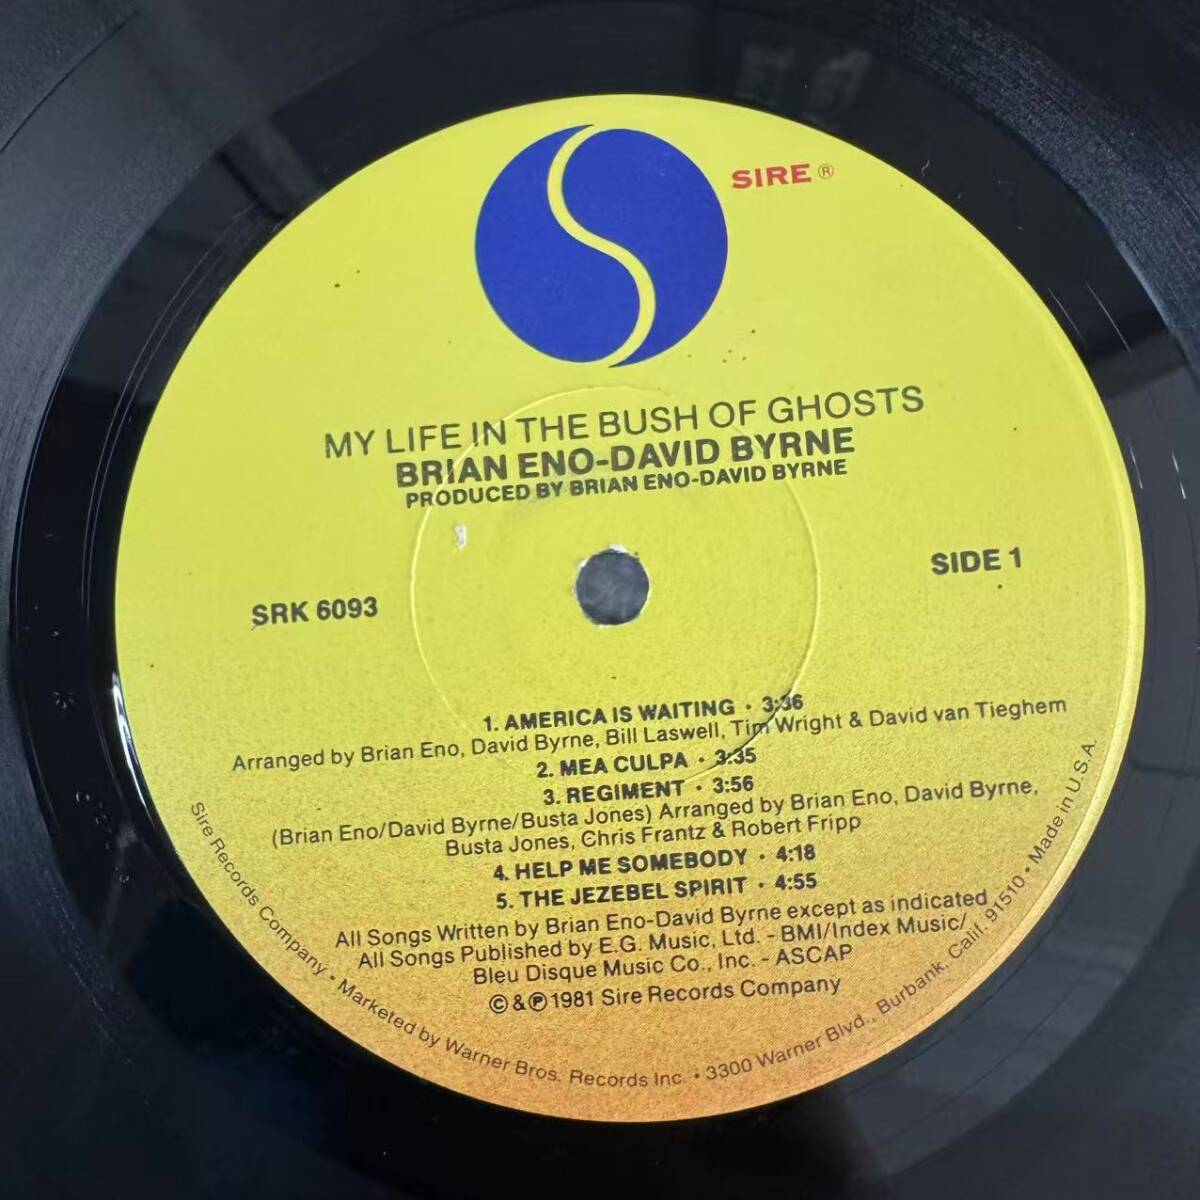 SIRE ®
MY LIFE IN THE BUSH OF GHOSTS
BRIAN ENO-DAVID BYRNE
PRODUCED BY BRIAN ENO-DAVID BYRNE
SRK 6093
SIDE 1
1. AMERICA IS WAITING · 3:36
Arranged by Brian Eno, David Byrne, Bill Laswell, Tim Wright & David van Tieghem
2. MEA CULPA · 3:35
3. REGIMENT · 3:56
(Brian Eno/David Byrne/Busta Jones) Arranged by Brian Eno, David Byrne,
Busta Jones, Chris Frantz & Robert Fripp
4. HELP ME SOMEBODY · 4:18
5. THE JEZEBEL SPIRIT · 4:55
All Songs Written by Brian Eno-David Byrne except as indicated
All Songs Published by E.G. Music, Ltd. - BMI/Index Music/
Bleu Disque Music Co., Inc. - ASCAP
© & ℗ 1981 Sire Records Company
Sire Records Company · Marketed by Warner Bros. Records Inc. · 3300 Warner Blvd., Burbank, Calif. 91510 · Made in U.S.A.